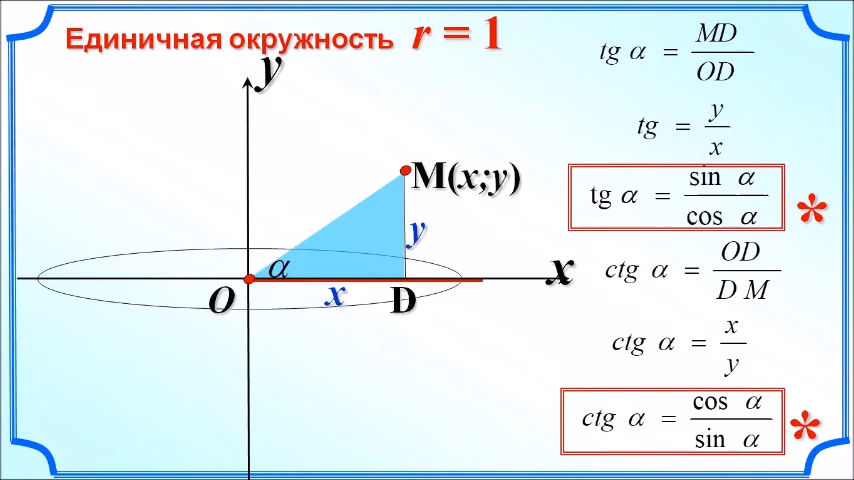 Единичная окружность r = 1
y
M(x;y)
y
α
x
O
x
D
tg α = MD / OD
tg = y / x
tg α = sin α / cos α *
ctg α = OD / D M
ctg α = x / y
ctg α = cos α / sin α *